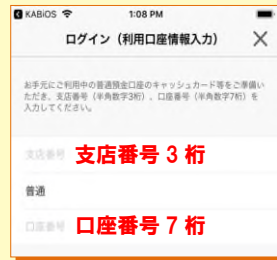 KABiOS 1:08 PM
ログイン（利用口座情報入力） ×
お手元にご利用中の普通預金口座のキャッシュカード等をご準備い
ただき、支店番号（半角数字3桁）、口座番号（半角数字7桁）を
入力してください。
支店番号 支店番号 3 桁
普通
口座番号 口座番号 7 桁